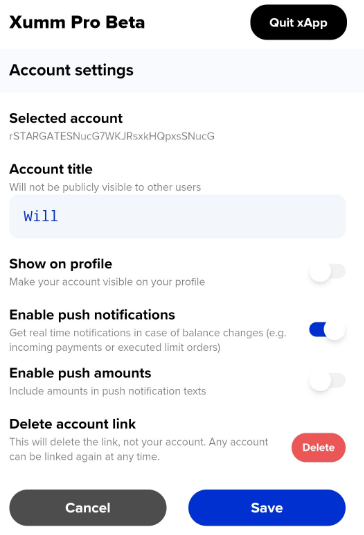 Xumm Pro Beta
Quit xApp
Account settings
Selected account
rSTARGATESNucG7WKJRsxkHQpxsSNucG
Account title
Will not be publicly visible to other users
Will
Show on profile
Make your account visible on your profile
Enable push notifications
Get real time notifications in case of balance changes (e.g.
incoming payments or executed limit orders)
Enable push amounts
Include amounts in push notification texts
Delete account link
This will delete the link, not your account. Any account
can be linked again at any time.
Delete
Cancel
Save